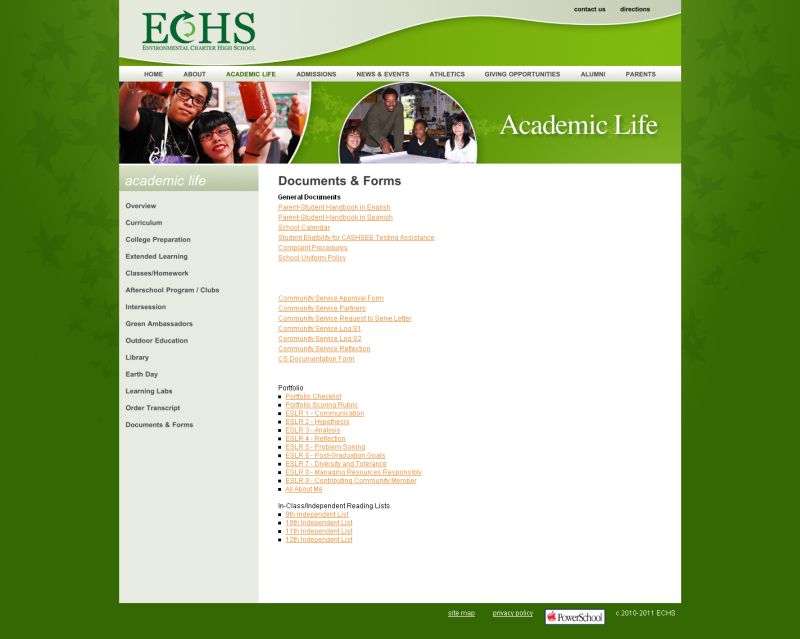 contact us directions
ECHS
ENVIRONMENTAL CHARTER HIGH SCHOOL
HOME ABOUT ACADEMIC LIFE ADMISSIONS NEWS & EVENTS ATHLETICS GIVING OPPORTUNITIES ALUMNI PARENTS
Academic Life
academic life
Overview
Curriculum
College Preparation
Extended Learning
Classes/Homework
Afterschool Program / Clubs
Intersession
Green Ambassadors
Outdoor Education
Library
Earth Day
Learning Labs
Order Transcript
Documents & Forms
Documents & Forms
General Documents
Parent-Student Handbook in English
Parent-Student Handbook in Spanish
School Calendar
Student Eligibility for CASHSEE Testing Assistance
Complaint Procedures
School Uniform Policy
Community Service Approval Form
Community Service Partners
Community Service Request to Serve Letter
Community Service Log S1
Community Service Log S2
Community Service Reflection
CS Documentation Form
Portfolio
Portfolio Checklist
Portfolio Scoring Rubric
ESLR 1 - Communication
ESLR 2 - Hypothesis
ESLR 3 - Analysis
ESLR 4 - Reflection
ESLR 5 - Problem Solving
ESLR 6 - Post-Graduation Goals
ESLR 7 - Diversity and Tolerance
ESLR 8 - Managing Resources Responsibly
ESLR 9 - Contributing Community Member
All About Me
In-Class/Independent Reading Lists
9th Independent List
10th Independent List
11th Independent List
12th Independent List
site map privacy policy PowerSchool c.2010-2011 ECHS